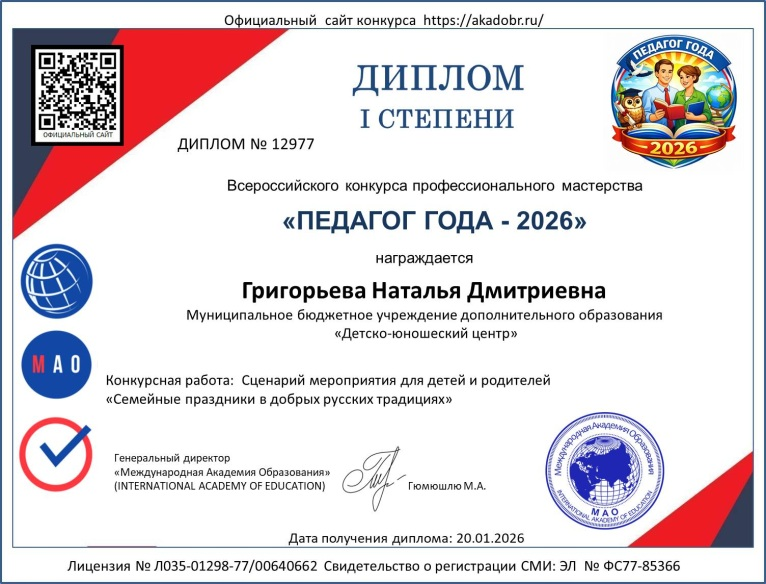 Официальный сайт конкурса https://akadobr.ru/
ОФИЦИАЛЬНЫЙ САЙТ
ДИПЛОМ
I СТЕПЕНИ
ПЕДАГОГ ГОДА
2026
ДИПЛОМ № 12977
Всероссийского конкурса профессионального мастерства
«ПЕДАГОГ ГОДА - 2026»
награждается
Григорьева Наталья Дмитриевна
Муниципальное бюджетное учреждение дополнительного образования
«Детско-юношеский центр»
МАО
Конкурсная работа: Сценарий мероприятия для детей и родителей
«Семейные праздники в добрых русских традициях»
Генеральный директор
«Международная Академия Образования»
(INTERNATIONAL ACADEMY OF EDUCATION)
Гюмюшлю М.А.
Международная Академия Образования
МАО
INTERNATIONAL ACADEMY OF EDUCATION
Дата получения диплома: 20.01.2026
Лицензия № Л035-01298-77/00640662 Свидетельство о регистрации СМИ: ЭЛ № ФС77-85366